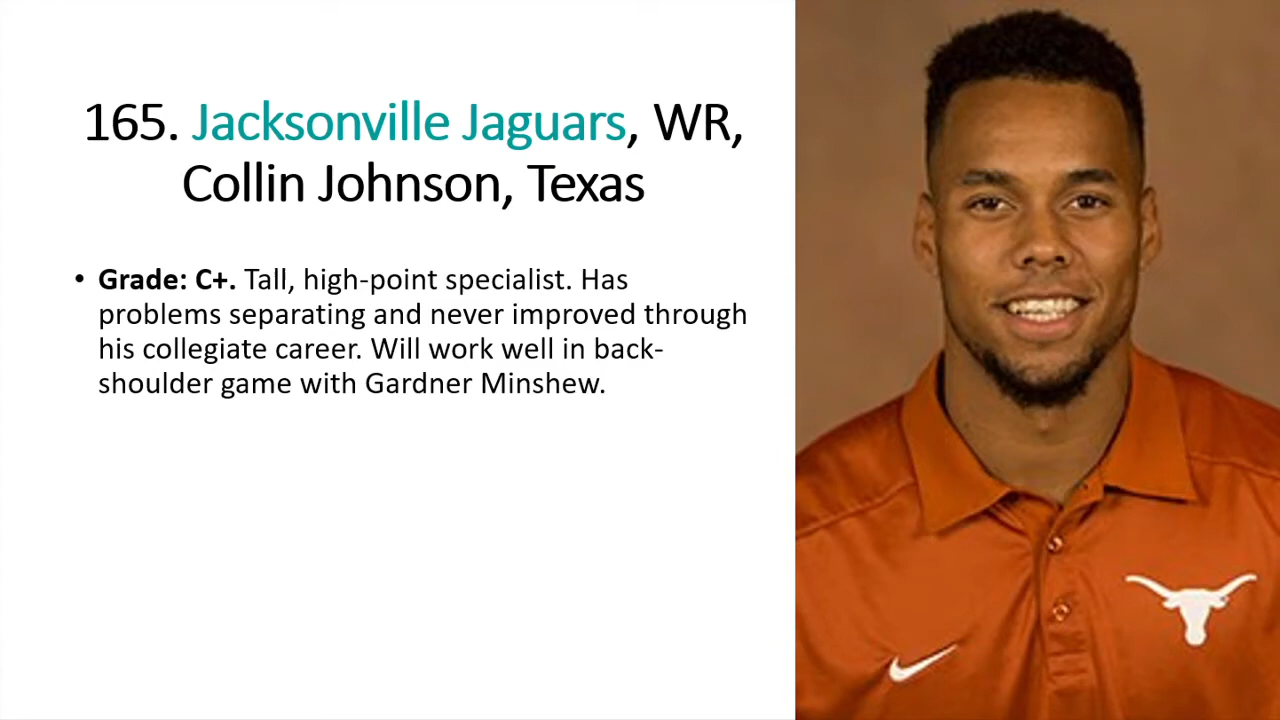 165. Jacksonville Jaguars, WR,
Collin Johnson, Texas
• Grade: C+. Tall, high-point specialist. Has
problems separating and never improved through
his collegiate career. Will work well in back-
shoulder game with Gardner Minshew.